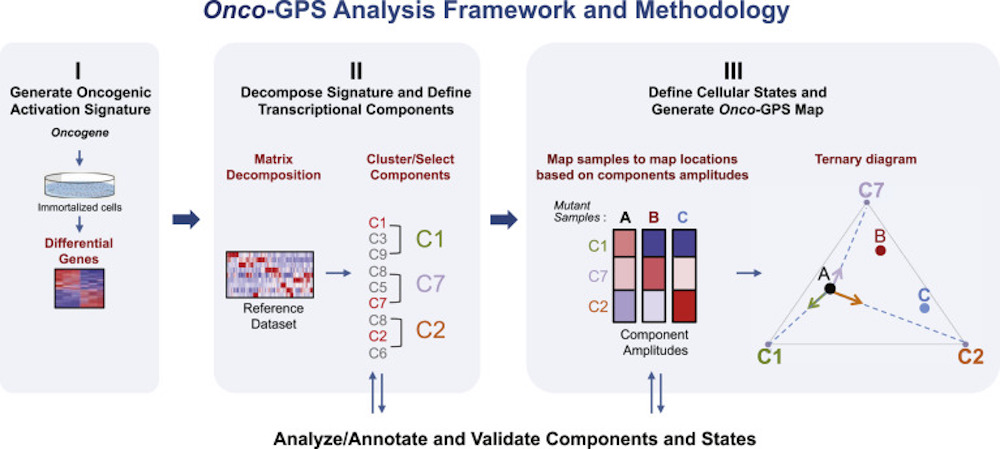 Onco-GPS Analysis Framework and Methodology
I
Generate Oncogenic
Activation Signature
Oncogene
Immortalized cells
Differential
Genes
II
Decompose Signature and Define
Transcriptional Components
Matrix
Decomposition
Reference
Dataset
Cluster/Select
Components
C1
C3
C9
C1
C8
C5
C7
C7
C8
C2
C6
C2
III
Define Cellular States and
Generate Onco-GPS Map
Map samples to map locations
based on components amplitudes
Mutant
Samples : A B C
C1
C7
C2
Component
Amplitudes
Ternary diagram
C7
B
A
C
C1
C2
Analyze/Annotate and Validate Components and States